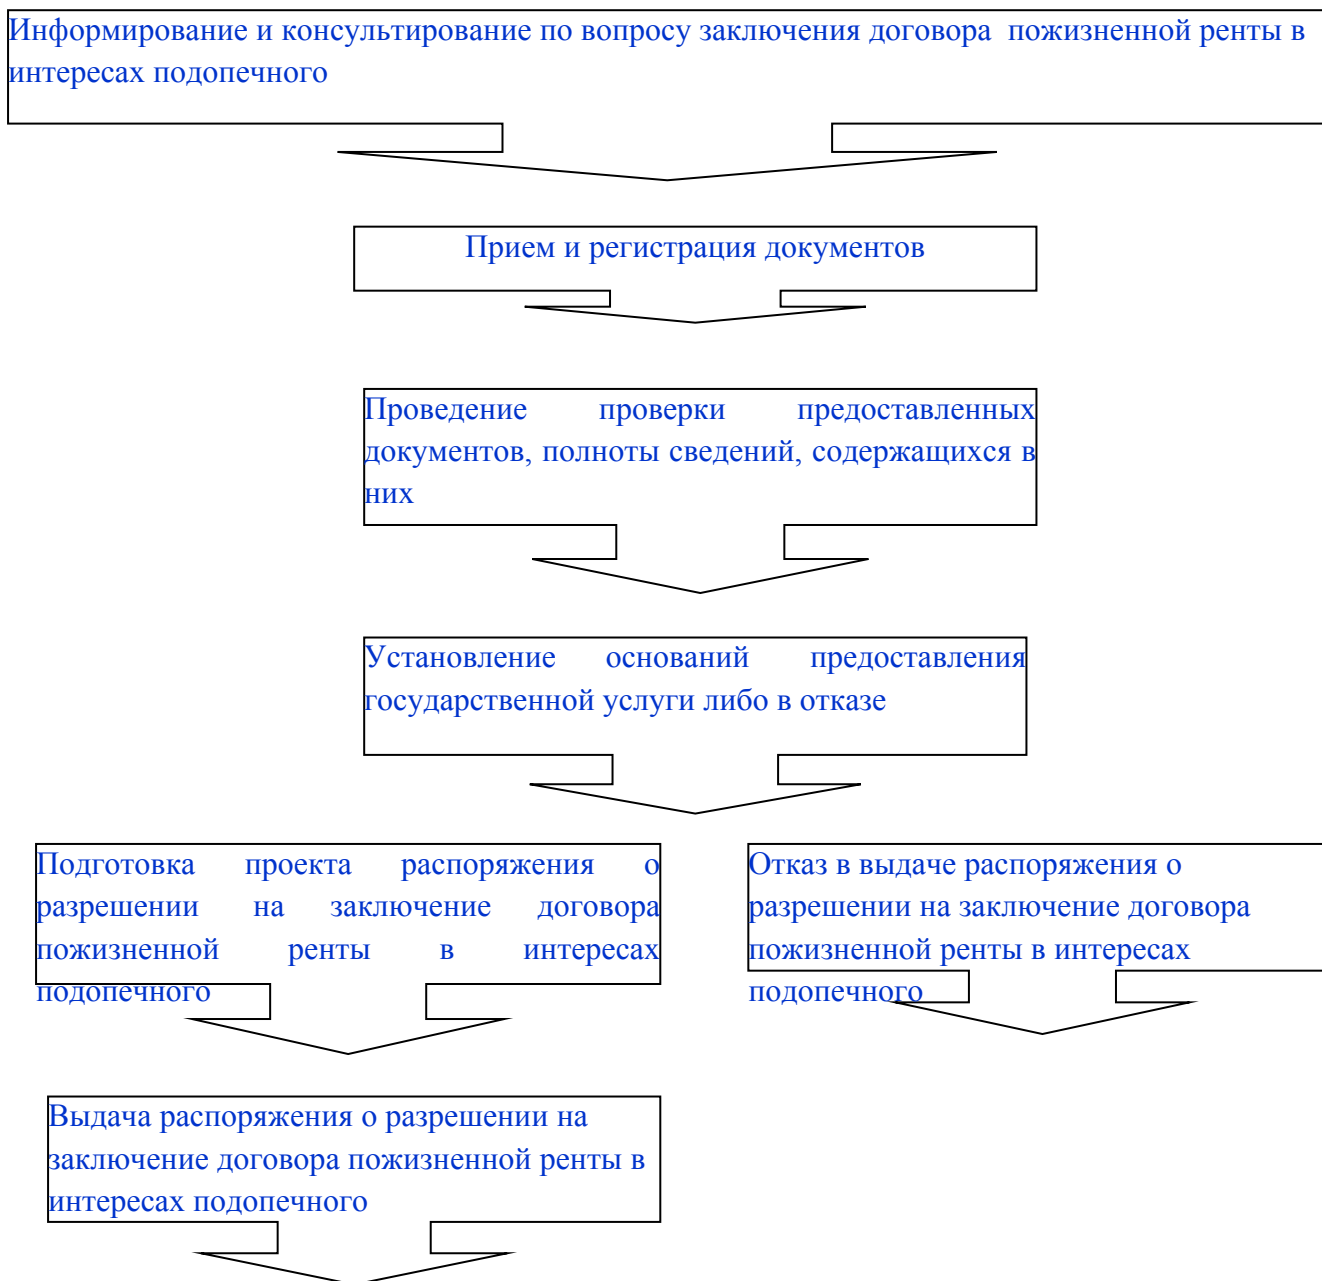 Информирование и консультирование по вопросу заключения договора пожизненной ренты в
интересах подопечного
Прием и регистрация документов
Проведение проверки предоставленных
документов, полноты сведений, содержащихся в
них
Установление оснований предоставления
государственной услуги либо в отказе
Подготовка проекта распоряжения о
разрешении на заключение договора
пожизненной ренты в интересах
подопечного
Отказ в выдаче распоряжения о
разрешении на заключение договора
пожизненной ренты в интересах
подопечного
Выдача распоряжения о разрешении на
заключение договора пожизненной ренты в
интересах подопечного